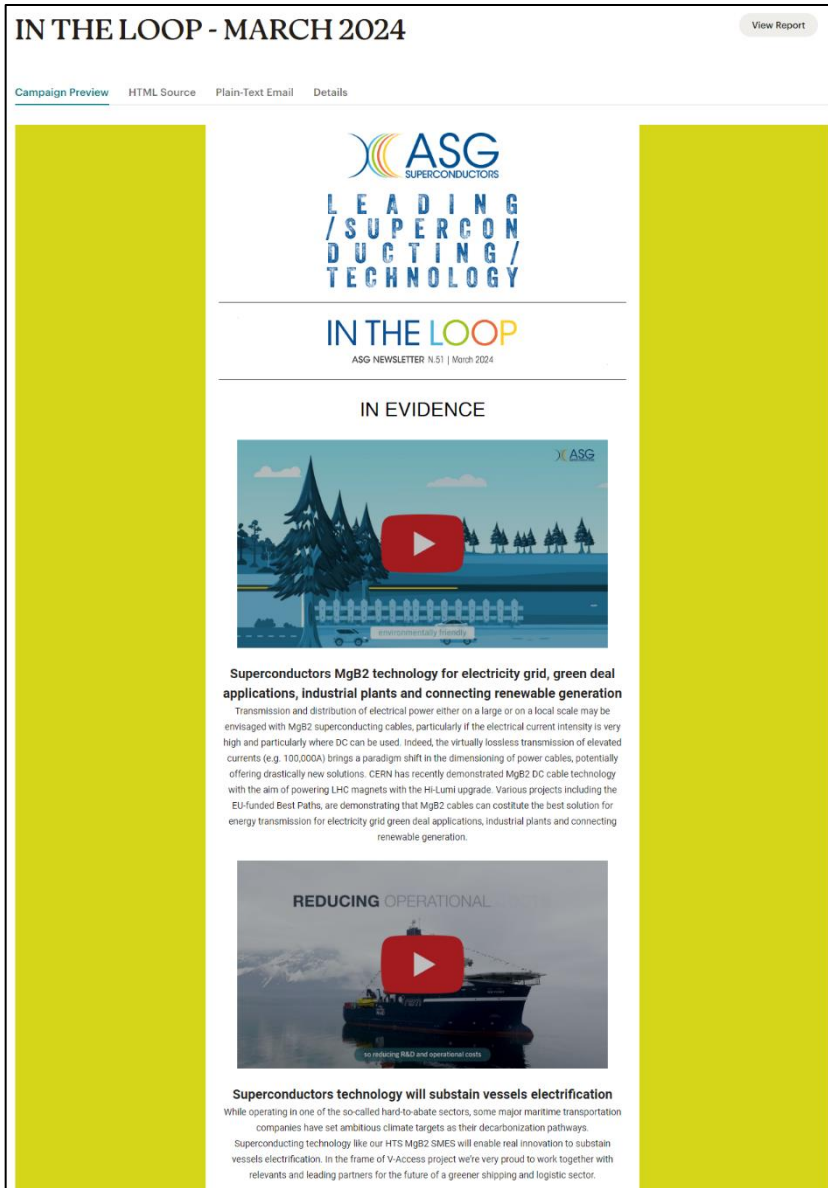 IN THE LOOP - MARCH 2024
View Report
Campaign Preview HTML Source Plain-Text Email Details
ASG
SUPERCONDUCTORS
LEADING
/SUPERCON
DUCTING/
TECHNOLOGY
IN THE LOOP
ASG NEWSLETTER N.51 | March 2024
IN EVIDENCE
ASG
environmentally friendly
Superconductors MgB2 technology for electricity grid, green deal
applications, industrial plants and connecting renewable generation
Transmission and distribution of electrical power either on a large or on a local scale may be
envisaged with MgB2 superconducting cables, particularly if the electrical current intensity is very
high and particularly where DC can be used. Indeed, the virtually lossless transmission of elevated
currents (e.g. 100,000A) brings a paradigm shift in the dimensioning of power cables, potentially
offering drastically new solutions. CERN has recently demonstrated MgB2 DC cable technology
with the aim of powering LHC magnets with the Hi-Lumi upgrade. Various projects including the
EU-funded Best Paths, are demonstrating that MgB2 cables can costitute the best solution for
energy transmission for electricity grid green deal applications, industrial plants and connecting
renewable generation.
REDUCING OPERATIONAL
so reducing R&D and operational costs
Superconductors technology will substain vessels electrification
While operating in one of the so-called hard-to-abate sectors, some major maritime transportation
companies have set ambitious climate targets as their decarbonization pathways.
Superconducting technology like our HTS MgB2 SMES will enable real innovation to substain
vessels electrification. In the frame of V-Access project we're very proud to work together with
relevants and leading partners for the future of a greener shipping and logistic sector.